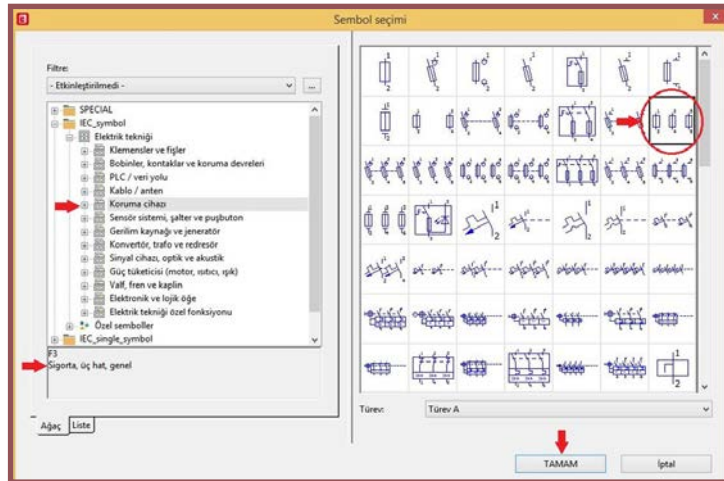 Sembol seçimi
Filtre:
- Etkinleştirilmedi -
...
SPECIAL
IEC_symbol
Elektrik tekniği
Klemensler ve fişler
Bobinler, kontaklar ve koruma devreleri
PLC / veri yolu
Kablo / anten
Koruma cihazı
Sensör sistemi, şalter ve puşbuton
Gerilim kaynağı ve jeneratör
Konvertör, trafo ve redresör
Sinyal cihazı, optik ve akustik
Güç tüketicisi (motor, ısıtıcı, ışık)
Valf, fren ve kaplin
Elektronik ve lojik öğe
Elektrik tekniği özel fonksiyonu
Özel semboller
IEC_single_symbol
F3
Sigorta, üç hat, genel
Ağaç
Liste
Türev:
Türev A
TAMAM
İptal